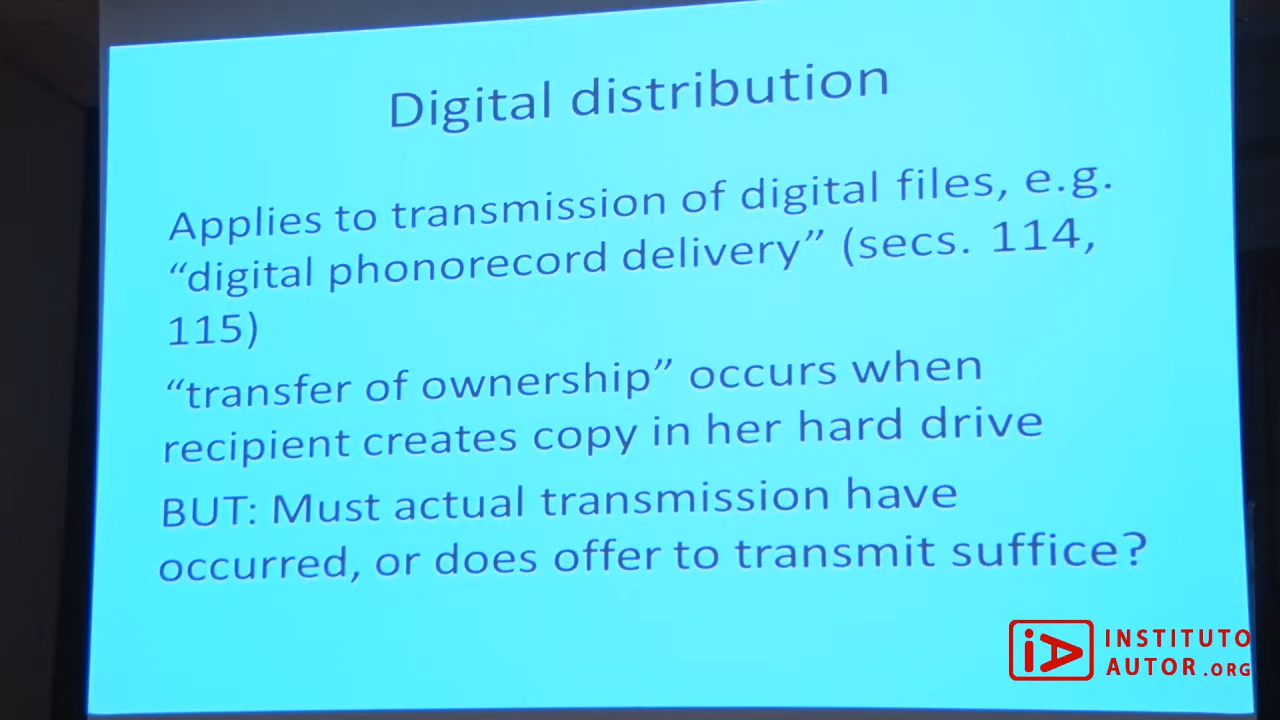 Digital distribution
Applies to transmission of digital files, e.g.
“digital phonorecord delivery” (secs. 114,
115)
“transfer of ownership” occurs when
recipient creates copy in her hard drive
BUT: Must actual transmission have
occurred, or does offer to transmit suffice?
iA INSTITUTO
AUTOR.ORG